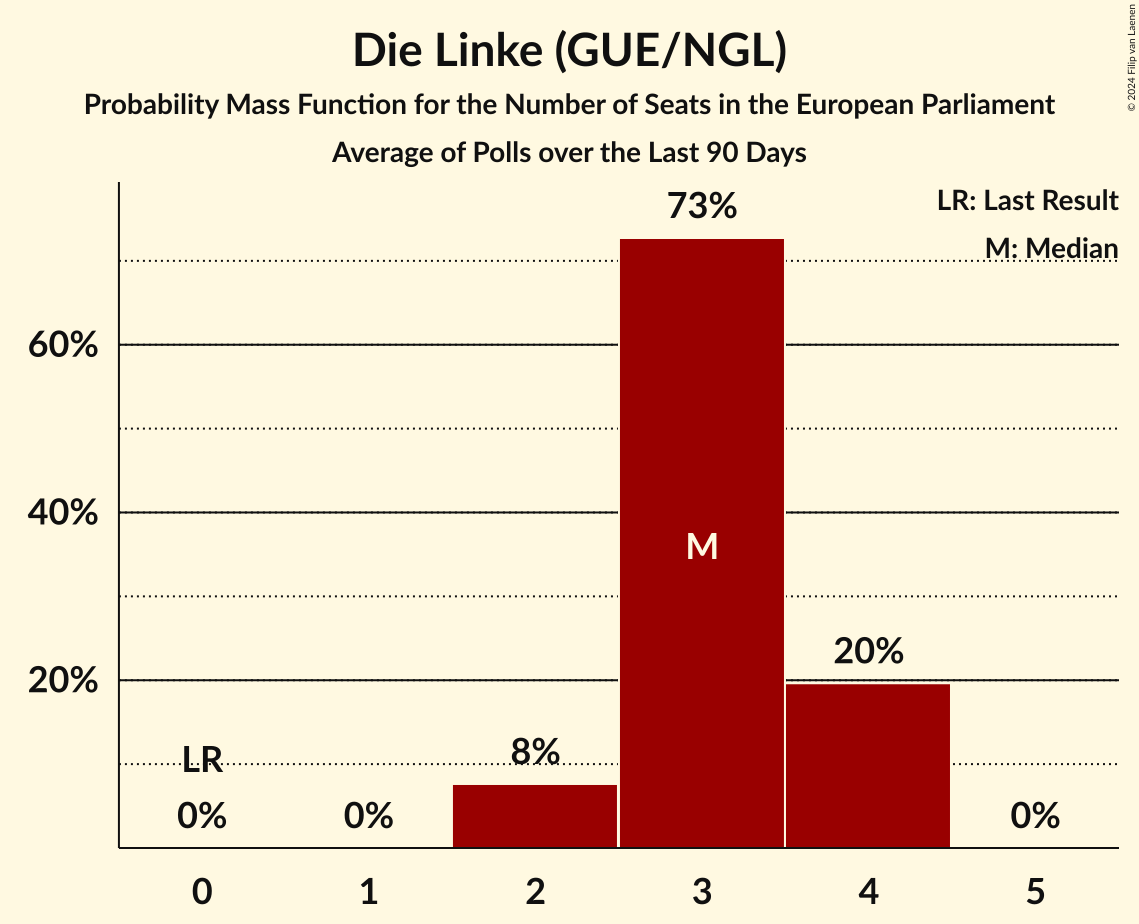 Die Linke (GUE/NGL)
Probability Mass Function for the Number of Seats in the European Parliament
Average of Polls over the Last 90 Days
© 2024 Filip van Laenen
LR: Last Result
M: Median
73%
60%
40%
M
20%
20%
LR
8%
0%
0%
0%
0 1 2 3 4 5